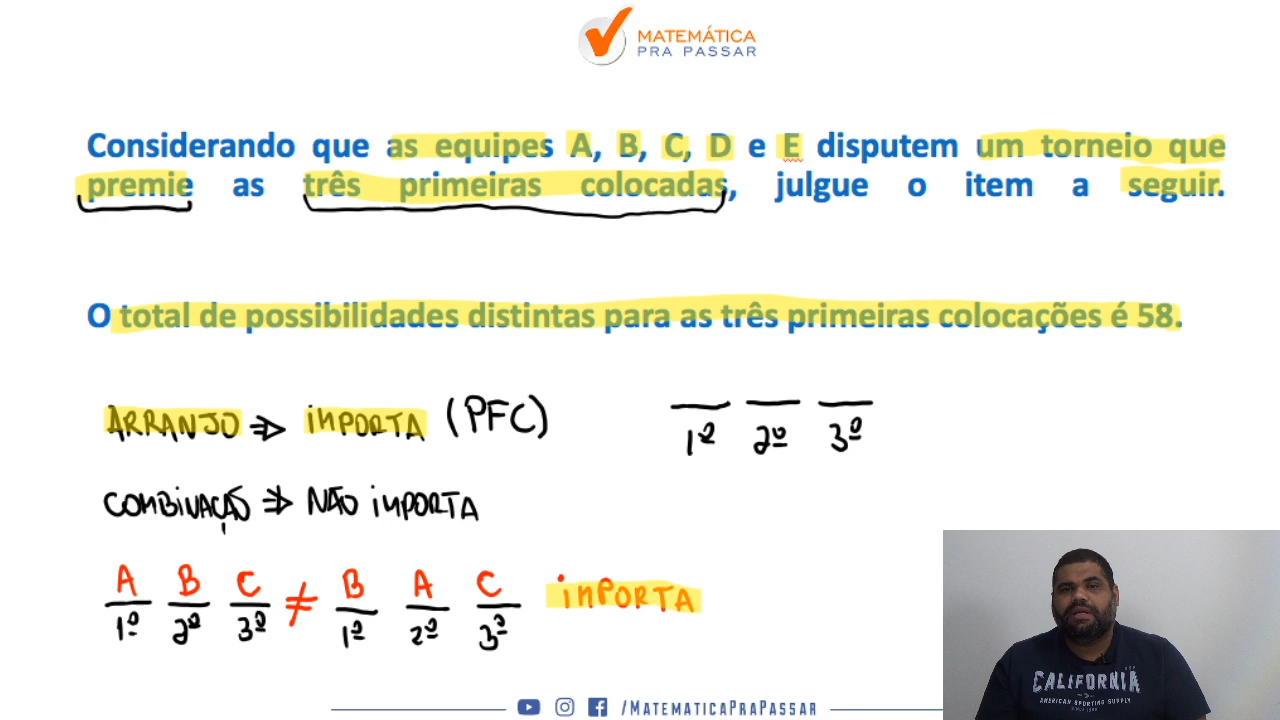 MATEMÁTICA
PRA PASSAR
Considerando que as equipes A, B, C, D e E disputem um torneio que
premie as três primeiras colocadas, julgue o item a seguir.
O total de possibilidades distintas para as três primeiras colocações é 58.
ARRANJO ⇒ IMPORTA (PFC)
1º 2º 3º
COMBINAÇÃO ⇒ NÃO IMPORTA
A B C ≠ B A C IMPORTA
1º 2º 3º 1º 2º 3º
CALIFORNIA
AMERICAN SPORTING SUPPLY
/MATEMATICAPRAPASSAR